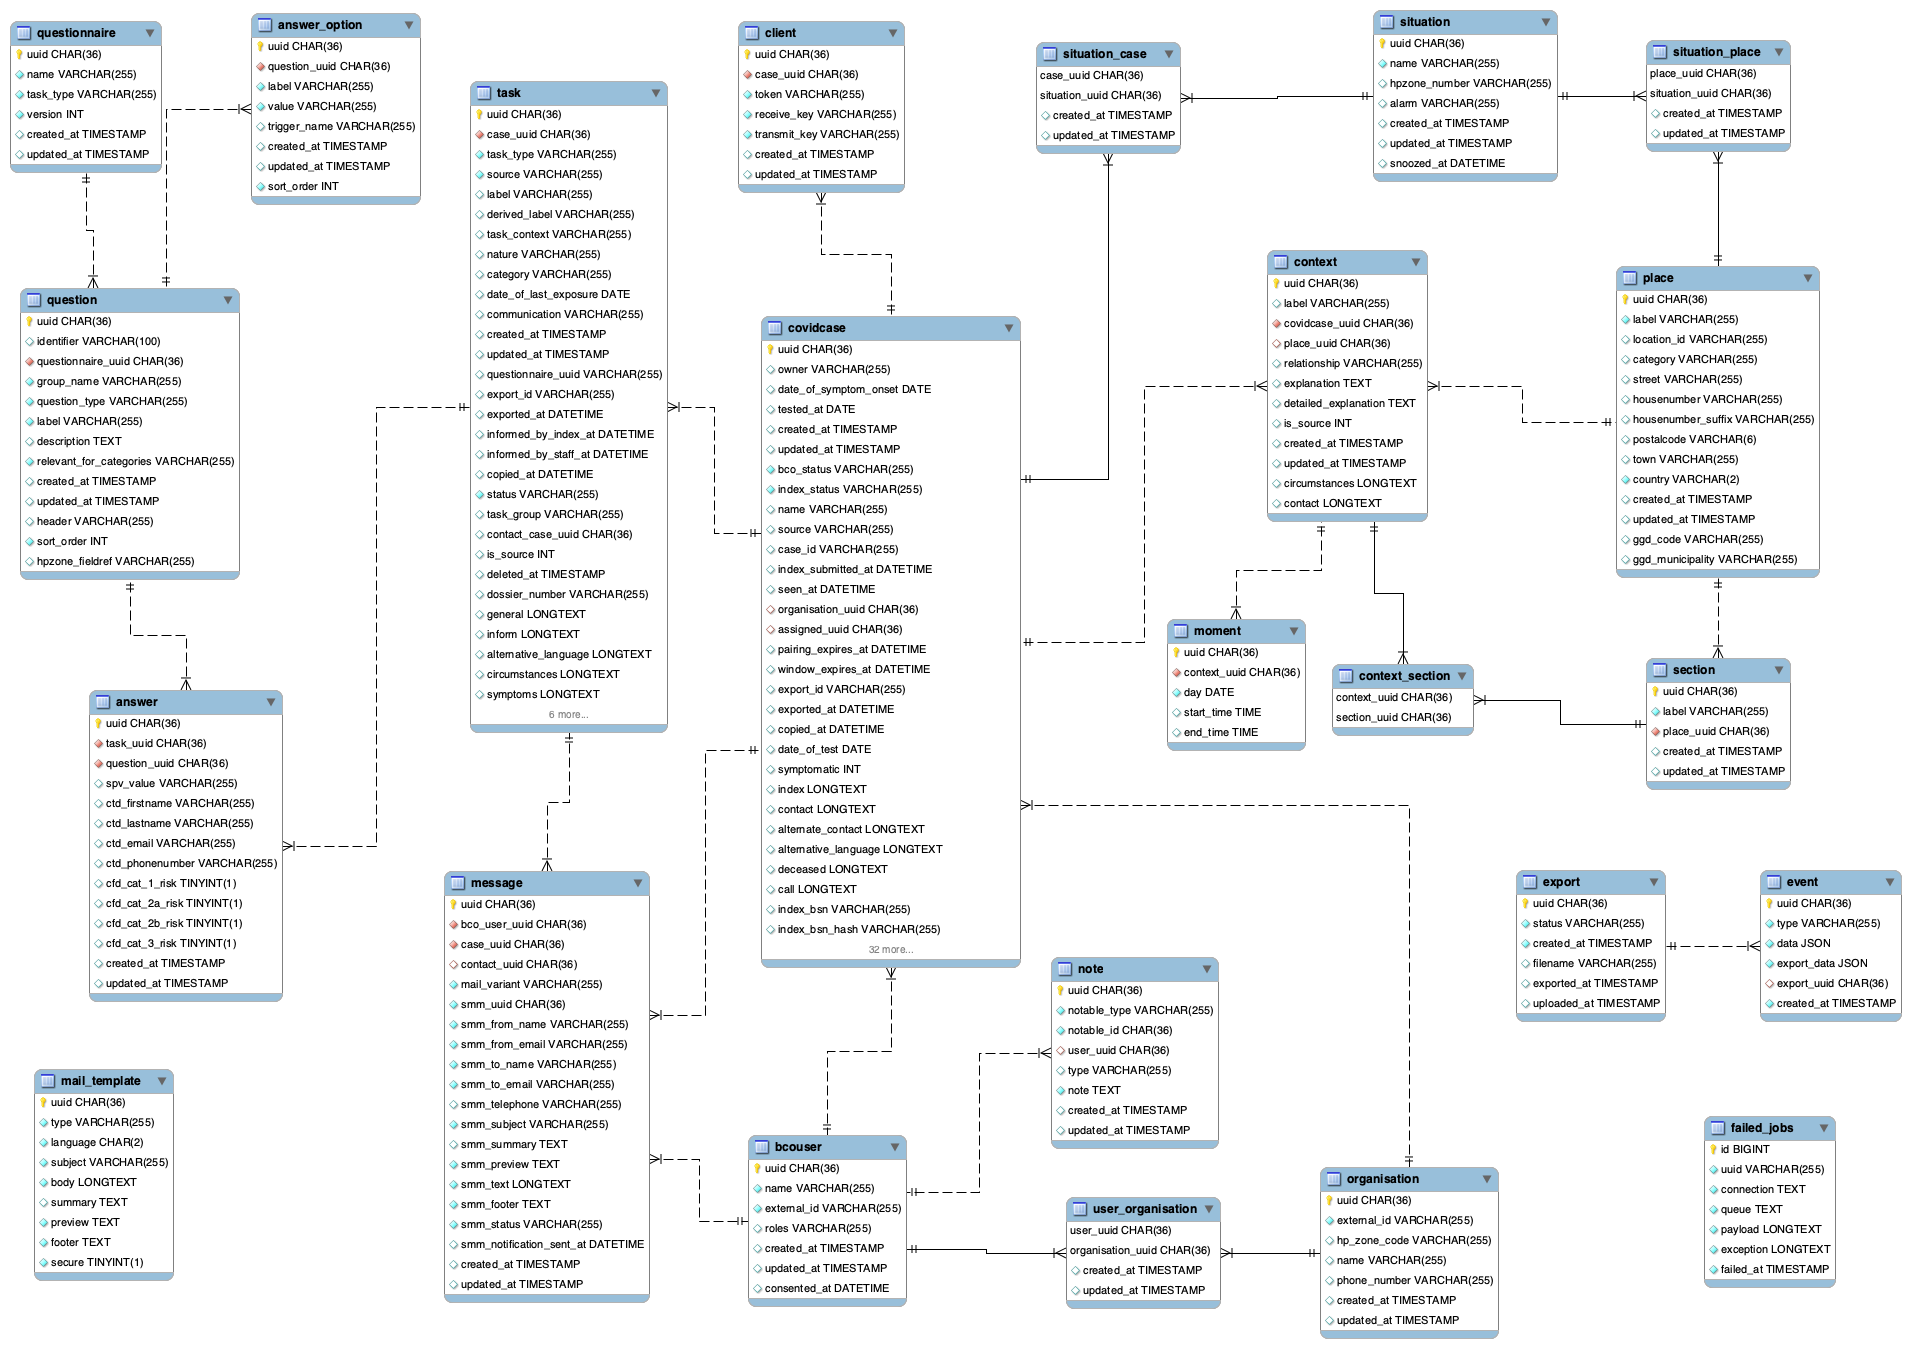 questionnaire
uuid CHAR(36)
name VARCHAR(255)
task_type VARCHAR(255)
version INT
created_at TIMESTAMP
updated_at TIMESTAMP
answer_option
uuid CHAR(36)
question_uuid CHAR(36)
label VARCHAR(255)
value VARCHAR(255)
trigger_name VARCHAR(255)
created_at TIMESTAMP
updated_at TIMESTAMP
sort_order INT
task
uuid CHAR(36)
case_uuid CHAR(36)
task_type VARCHAR(255)
source VARCHAR(255)
label VARCHAR(255)
derived_label VARCHAR(255)
task_context VARCHAR(255)
nature VARCHAR(255)
category VARCHAR(255)
date_of_last_exposure DATE
communication VARCHAR(255)
created_at TIMESTAMP
updated_at TIMESTAMP
questionnaire_uuid VARCHAR(255)
export_id VARCHAR(255)
exported_at DATETIME
informed_by_index_at DATETIME
informed_by_staff_at DATETIME
copied_at DATETIME
status VARCHAR(255)
task_group VARCHAR(255)
contact_case_uuid CHAR(36)
is_source INT
deleted_at TIMESTAMP
dossier_number VARCHAR(255)
general LONGTEXT
inform LONGTEXT
alternative_language LONGTEXT
circumstances LONGTEXT
symptoms LONGTEXT
6 more...
client
uuid CHAR(36)
case_uuid CHAR(36)
token VARCHAR(255)
receive_key VARCHAR(255)
transmit_key VARCHAR(255)
created_at TIMESTAMP
updated_at TIMESTAMP
situation_case
case_uuid CHAR(36)
situation_uuid CHAR(36)
created_at TIMESTAMP
updated_at TIMESTAMP
situation
uuid CHAR(36)
name VARCHAR(255)
hpzone_number VARCHAR(255)
alarm VARCHAR(255)
created_at TIMESTAMP
updated_at TIMESTAMP
snoozed_at DATETIME
situation_place
place_uuid CHAR(36)
situation_uuid CHAR(36)
created_at TIMESTAMP
updated_at TIMESTAMP
question
uuid CHAR(36)
identifier VARCHAR(100)
questionnaire_uuid CHAR(36)
group_name VARCHAR(255)
question_type VARCHAR(255)
label VARCHAR(255)
description TEXT
relevant_for_categories VARCHAR(255)
created_at TIMESTAMP
updated_at TIMESTAMP
header VARCHAR(255)
sort_order INT
hpzone_fieldref VARCHAR(255)
covidcase
uuid CHAR(36)
owner VARCHAR(255)
date_of_symptom_onset DATE
tested_at DATE
created_at TIMESTAMP
updated_at TIMESTAMP
bco_status VARCHAR(255)
index_status VARCHAR(255)
name VARCHAR(255)
source VARCHAR(255)
case_id VARCHAR(255)
index_submitted_at DATETIME
seen_at DATETIME
organisation_uuid CHAR(36)
assigned_uuid CHAR(36)
pairing_expires_at DATETIME
window_expires_at DATETIME
export_id VARCHAR(255)
exported_at DATETIME
copied_at DATETIME
date_of_test DATE
symptomatic INT
index LONGTEXT
contact LONGTEXT
alternate_contact LONGTEXT
alternative_language LONGTEXT
deceased LONGTEXT
call LONGTEXT
index_bsn VARCHAR(255)
index_bsn_hash VARCHAR(255)
32 more...
context
uuid CHAR(36)
label VARCHAR(255)
covidcase_uuid CHAR(36)
place_uuid CHAR(36)
relationship VARCHAR(255)
explanation TEXT
detailed_explanation TEXT
is_source INT
created_at TIMESTAMP
updated_at TIMESTAMP
circumstances LONGTEXT
contact LONGTEXT
place
uuid CHAR(36)
label VARCHAR(255)
location_id VARCHAR(255)
category VARCHAR(255)
street VARCHAR(255)
housenumber VARCHAR(255)
housenumber_suffix VARCHAR(255)
postalcode VARCHAR(6)
town VARCHAR(255)
country VARCHAR(2)
created_at TIMESTAMP
updated_at TIMESTAMP
ggd_code VARCHAR(255)
ggd_municipality VARCHAR(255)
moment
uuid CHAR(36)
context_uuid CHAR(36)
day DATE
start_time TIME
end_time TIME
context_section
context_uuid CHAR(36)
section_uuid CHAR(36)
section
uuid CHAR(36)
label VARCHAR(255)
place_uuid CHAR(36)
created_at TIMESTAMP
updated_at TIMESTAMP
answer
uuid CHAR(36)
task_uuid CHAR(36)
question_uuid CHAR(36)
spv_value VARCHAR(255)
ctd_firstname VARCHAR(255)
ctd_lastname VARCHAR(255)
ctd_email VARCHAR(255)
ctd_phonenumber VARCHAR(255)
cfd_cat_1_risk TINYINT(1)
cfd_cat_2a_risk TINYINT(1)
cfd_cat_2b_risk TINYINT(1)
cfd_cat_3_risk TINYINT(1)
created_at TIMESTAMP
updated_at TIMESTAMP
message
uuid CHAR(36)
bco_user_uuid CHAR(36)
case_uuid CHAR(36)
contact_uuid CHAR(36)
mail_variant VARCHAR(255)
smm_uuid CHAR(36)
smm_from_name VARCHAR(255)
smm_from_email VARCHAR(255)
smm_to_name VARCHAR(255)
smm_to_email VARCHAR(255)
smm_telephone VARCHAR(255)
smm_subject VARCHAR(255)
smm_summary TEXT
smm_preview TEXT
smm_text LONGTEXT
smm_footer TEXT
smm_status VARCHAR(255)
smm_notification_sent_at DATETIME
created_at TIMESTAMP
updated_at TIMESTAMP
export
uuid CHAR(36)
status VARCHAR(255)
created_at TIMESTAMP
filename VARCHAR(255)
exported_at TIMESTAMP
uploaded_at TIMESTAMP
event
uuid CHAR(36)
type VARCHAR(255)
data JSON
export_data JSON
export_uuid CHAR(36)
created_at TIMESTAMP
note
uuid CHAR(36)
notable_type VARCHAR(255)
notable_id CHAR(36)
user_uuid CHAR(36)
type VARCHAR(255)
note TEXT
created_at TIMESTAMP
updated_at TIMESTAMP
mail_template
uuid CHAR(36)
type VARCHAR(255)
language CHAR(2)
subject VARCHAR(255)
body LONGTEXT
summary TEXT
preview TEXT
footer TEXT
secure TINYINT(1)
bcouser
uuid CHAR(36)
name VARCHAR(255)
external_id VARCHAR(255)
roles VARCHAR(255)
created_at TIMESTAMP
updated_at TIMESTAMP
consented_at DATETIME
user_organisation
user_uuid CHAR(36)
organisation_uuid CHAR(36)
created_at TIMESTAMP
updated_at TIMESTAMP
organisation
uuid CHAR(36)
external_id VARCHAR(255)
hp_zone_code VARCHAR(255)
name VARCHAR(255)
phone_number VARCHAR(255)
created_at TIMESTAMP
updated_at TIMESTAMP
failed_jobs
id BIGINT
uuid VARCHAR(255)
connection TEXT
queue TEXT
payload LONGTEXT
exception LONGTEXT
failed_at TIMESTAMP